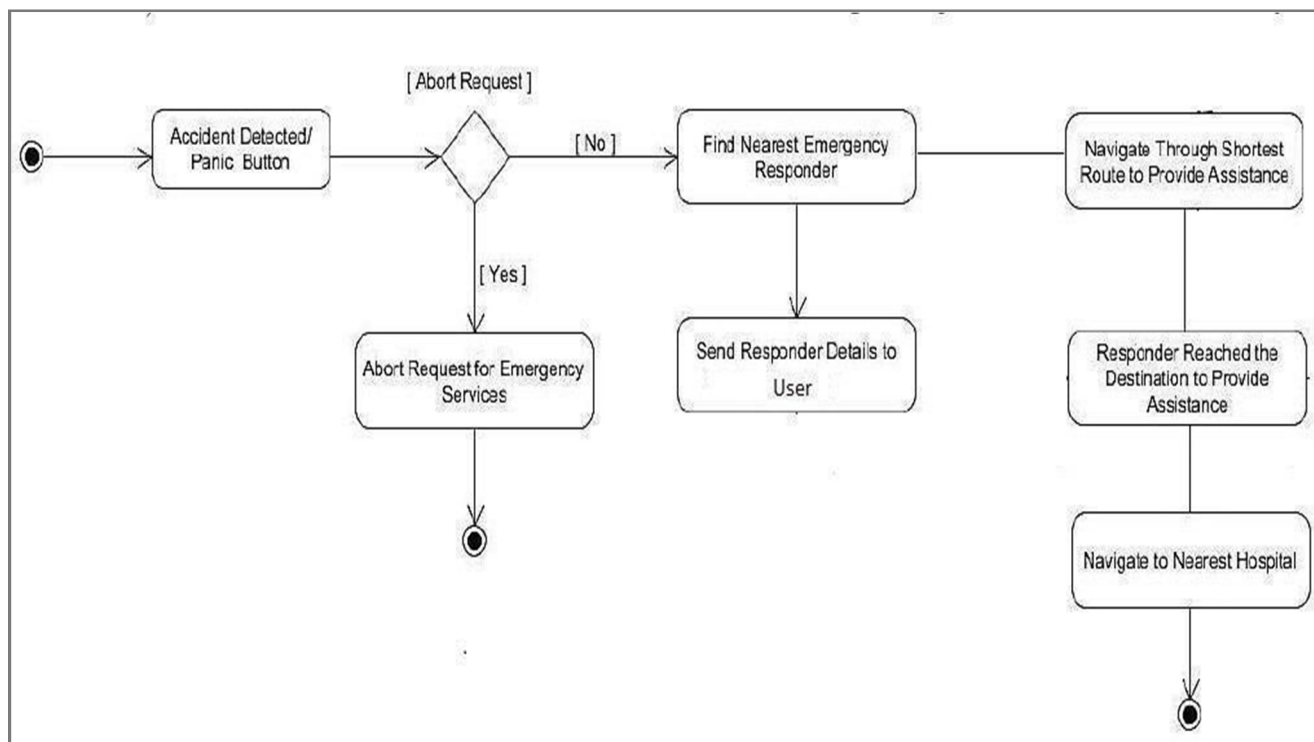 [ Abort Request ]
Accident Detected/
Panic Button
[ No ]
Find Nearest Emergency
Responder
Navigate Through Shortest
Route to Provide Assistance
[ Yes ]
Abort Request for Emergency
Services
Send Responder Details to
User
Responder Reached the
Destination to Provide
Assistance
Navigate to Nearest Hospital